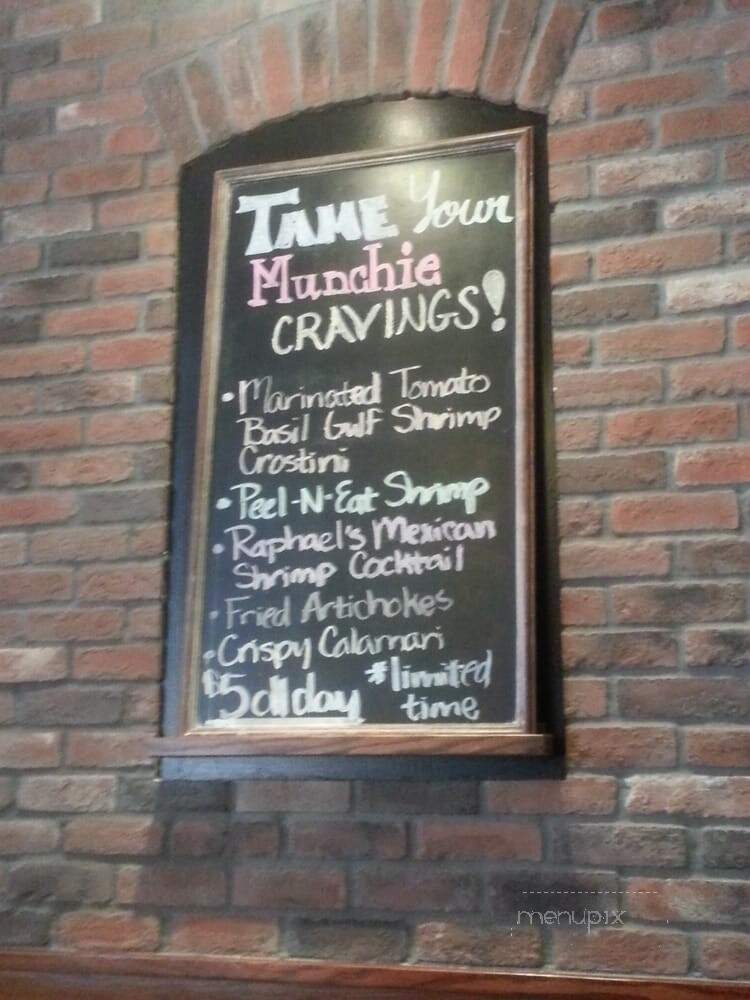 TAME Your
Munchie
CRAVINGS!
• Marinated Tomato
Basil Gulf Shrimp
Crostini
• Peel-N-Eat Shrimp
• Raphael's Mexican
Shrimp Cocktail
• Fried Artichokes
• Crispy Calamari
$5 all day *limited
time
menupix